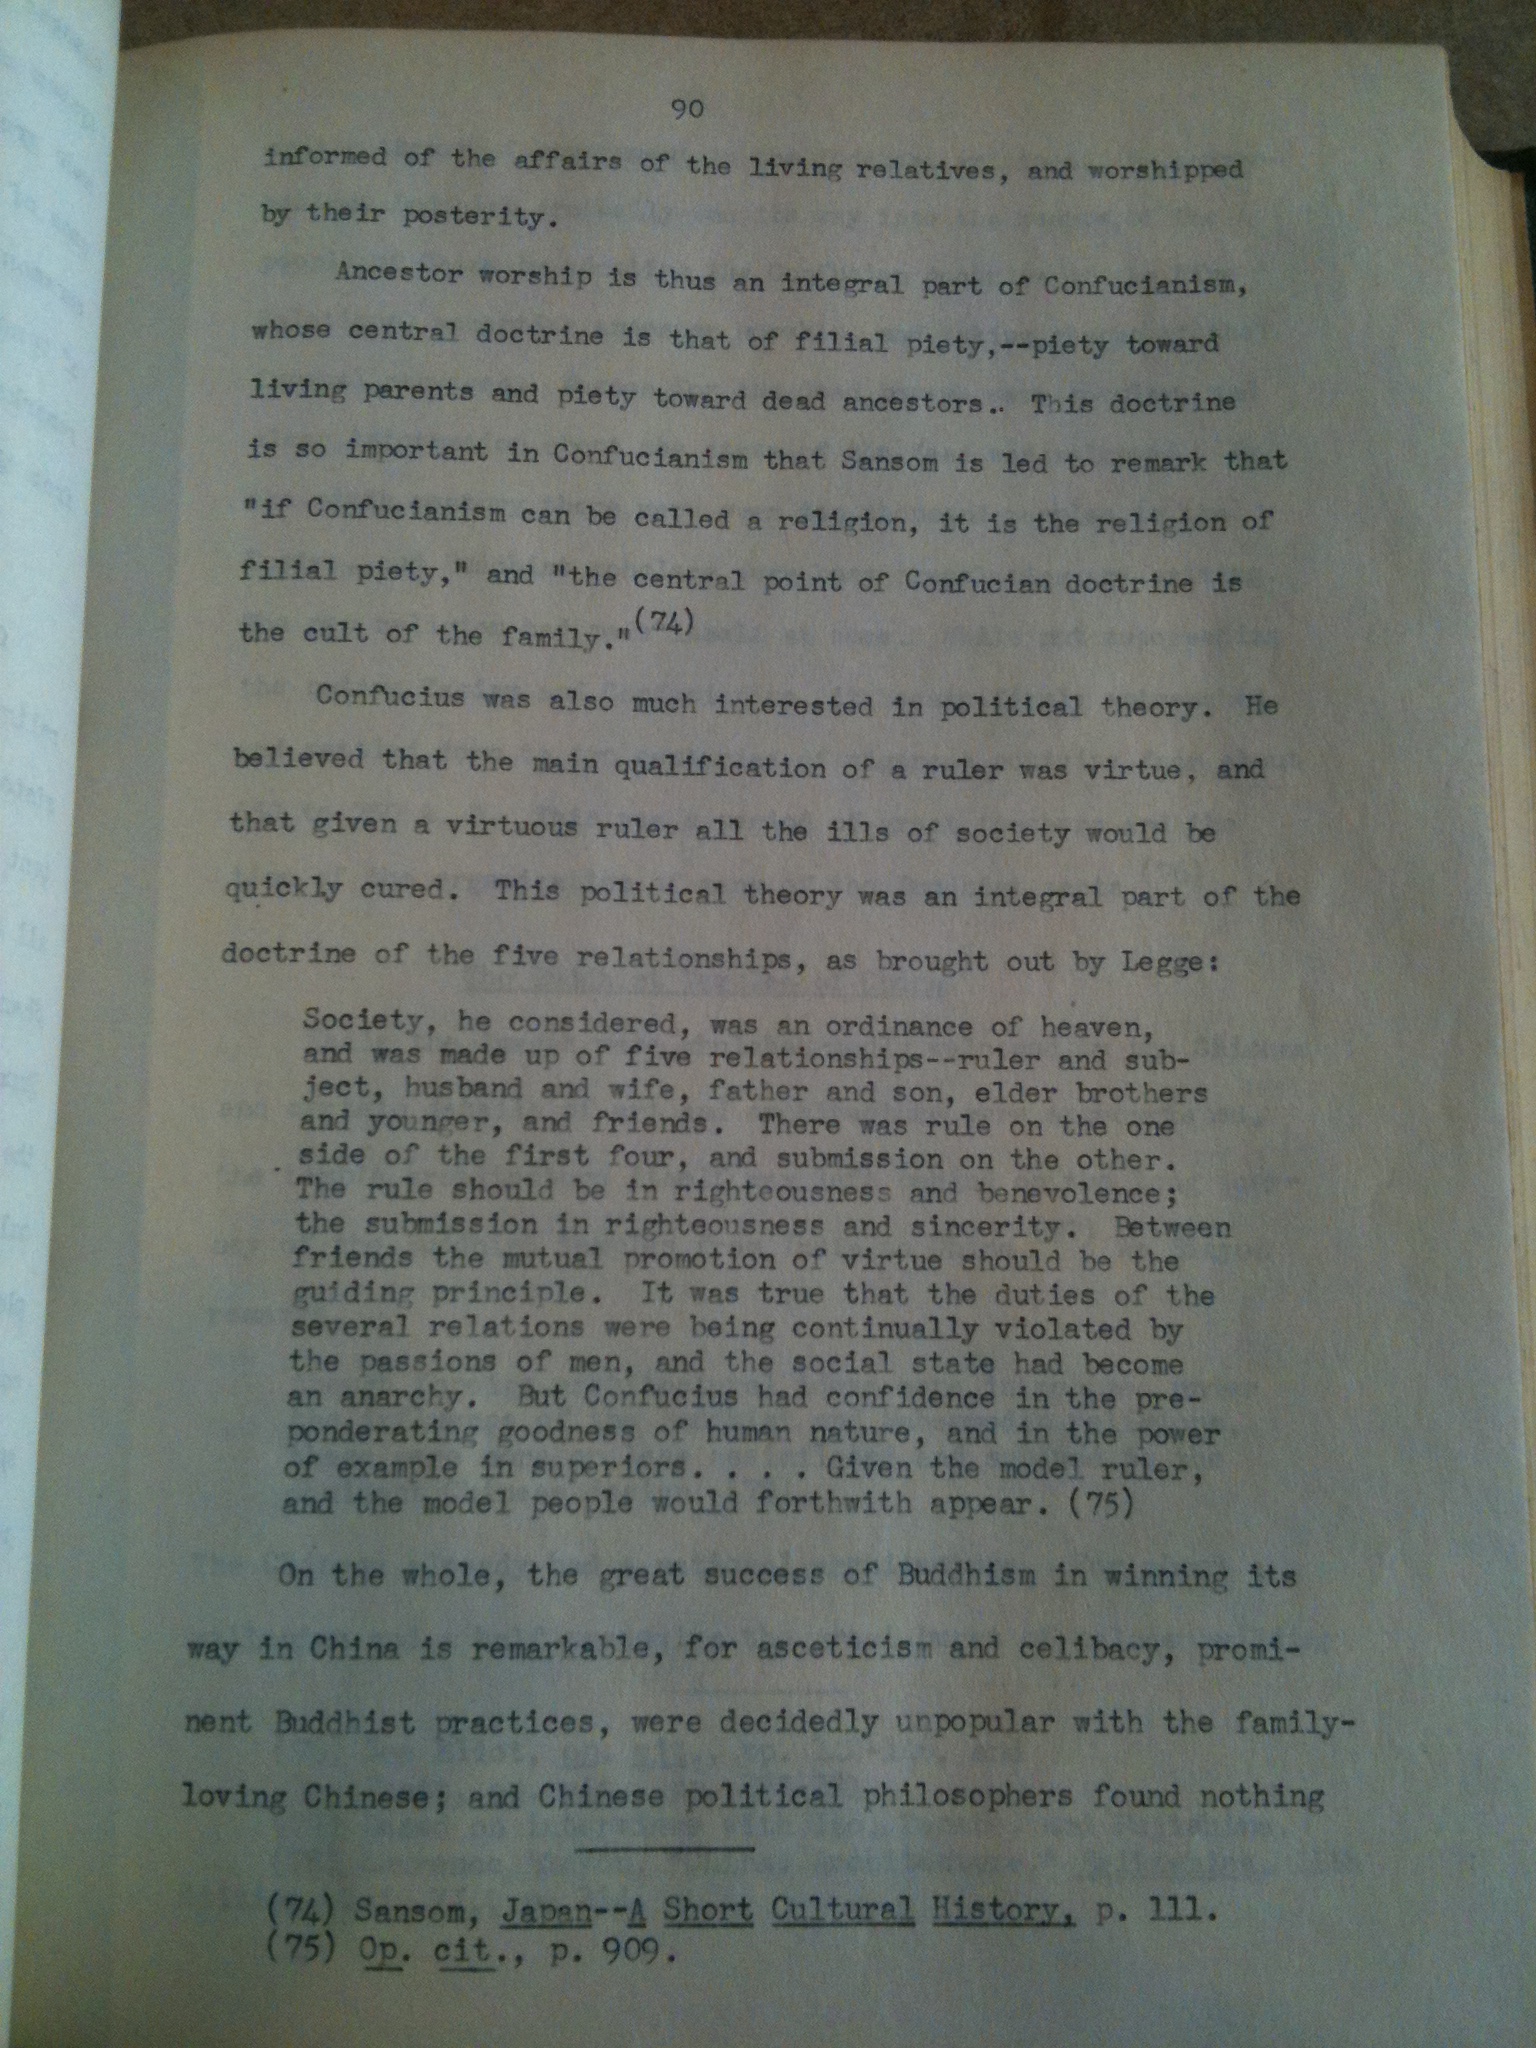 90
informed of the affairs of the living relatives, and worshipped
by their posterity.
Ancestor worship is thus an integral part of Confucianism,
whose central doctrine is that of filial piety,--piety toward
living parents and piety toward dead ancestors.. This doctrine
is so important in Confucianism that Sansom is led to remark that
"if Confucianism can be called a religion, it is the religion of
filial piety," and "the central point of Confucian doctrine is
the cult of the family."(74)
Confucius was also much interested in political theory. He
believed that the main qualification of a ruler was virtue, and
that given a virtuous ruler all the ills of society would be
quickly cured. This political theory was an integral part of the
doctrine of the five relationships, as brought out by Legge:
Society, he considered, was an ordinance of heaven,
and was made up of five relationships--ruler and sub-
ject, husband and wife, father and son, elder brothers
and younger, and friends. There was rule on the one
side of the first four, and submission on the other.
The rule should be in righteousness and benevolence;
the submission in righteousness and sincerity. Between
friends the mutual promotion of virtue should be the
guiding principle. It was true that the duties of the
several relations were being continually violated by
the passions of men, and the social state had become
an anarchy. But Confucius had confidence in the pre-
ponderating goodness of human nature, and in the power
of example in superiors. . . . Given the model ruler,
and the model people would forthwith appear. (75)
On the whole, the great success of Buddhism in winning its
way in China is remarkable, for asceticism and celibacy, promi-
nent Buddhist practices, were decidedly unpopular with the family-
loving Chinese; and Chinese political philosophers found nothing
(74) Sansom, Japan--A Short Cultural History, p. 111.
(75) Op. cit., p. 909.